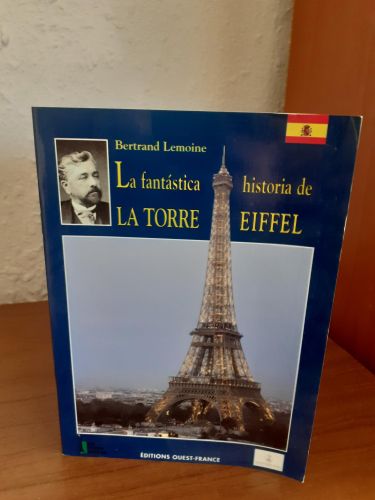 Bertrand Lemoine
La fantástica historia de
LA TORRE EIFFEL
ÉDITIONS OUEST-FRANCE